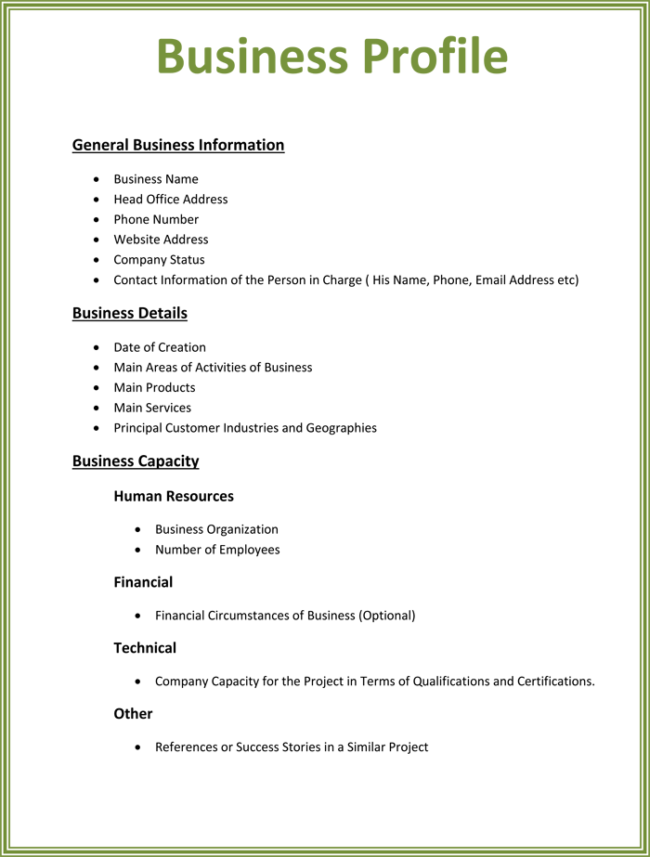 Business Profile
General Business Information
• Business Name
• Head Office Address
• Phone Number
• Website Address
• Company Status
• Contact Information of the Person in Charge ( His Name, Phone, Email Address etc)
Business Details
• Date of Creation
• Main Areas of Activities of Business
• Main Products
• Main Services
• Principal Customer Industries and Geographies
Business Capacity
Human Resources
• Business Organization
• Number of Employees
Financial
• Financial Circumstances of Business (Optional)
Technical
• Company Capacity for the Project in Terms of Qualifications and Certifications.
Other
• References or Success Stories in a Similar Project